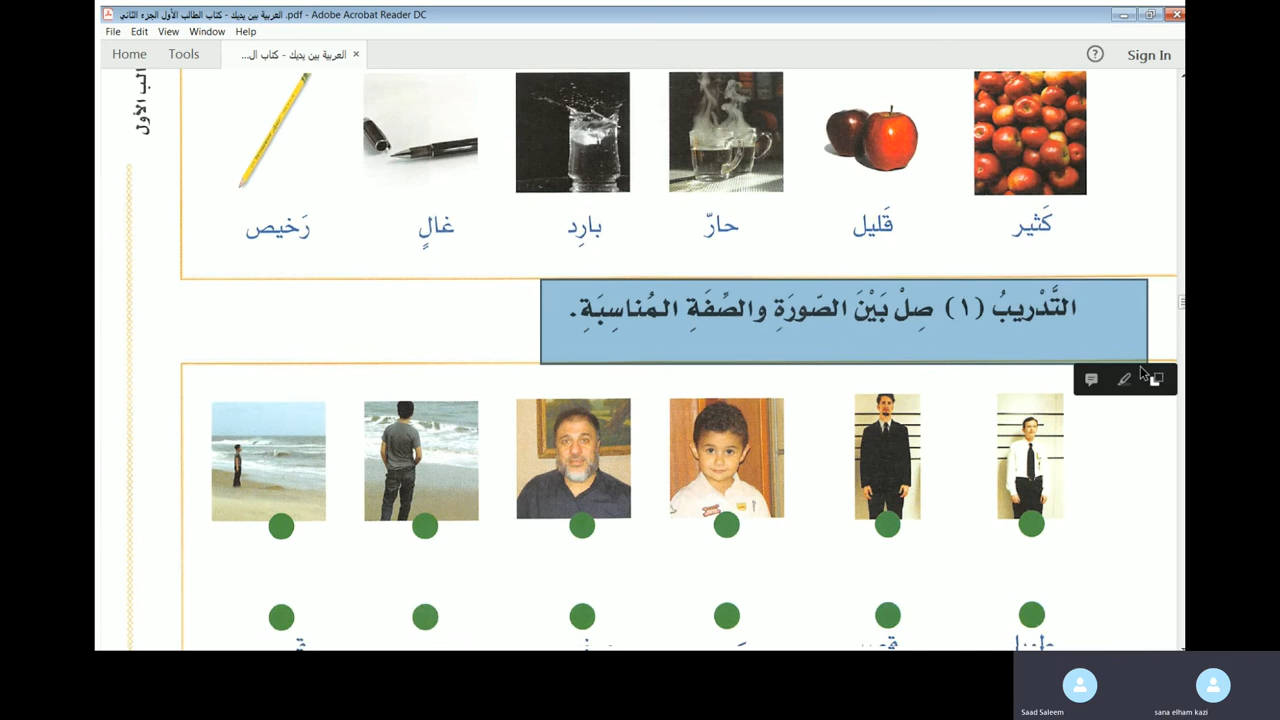 العربية بين يديك - كتاب الطالب الأول الجزء الثاني .pdf - Adobe Acrobat Reader DC
File Edit View Window Help
Home Tools العربية بين يديك - كتاب ال... × ? Sign In
الأول
كَثير قَليل حارّ بارِد غالٍ رَخيص
التَّدْريبُ (١) صِلْ بَيْنَ الصّورَةِ والصِّفَةِ المُناسِبَةِ.
Saad Saleem sana elham kazi